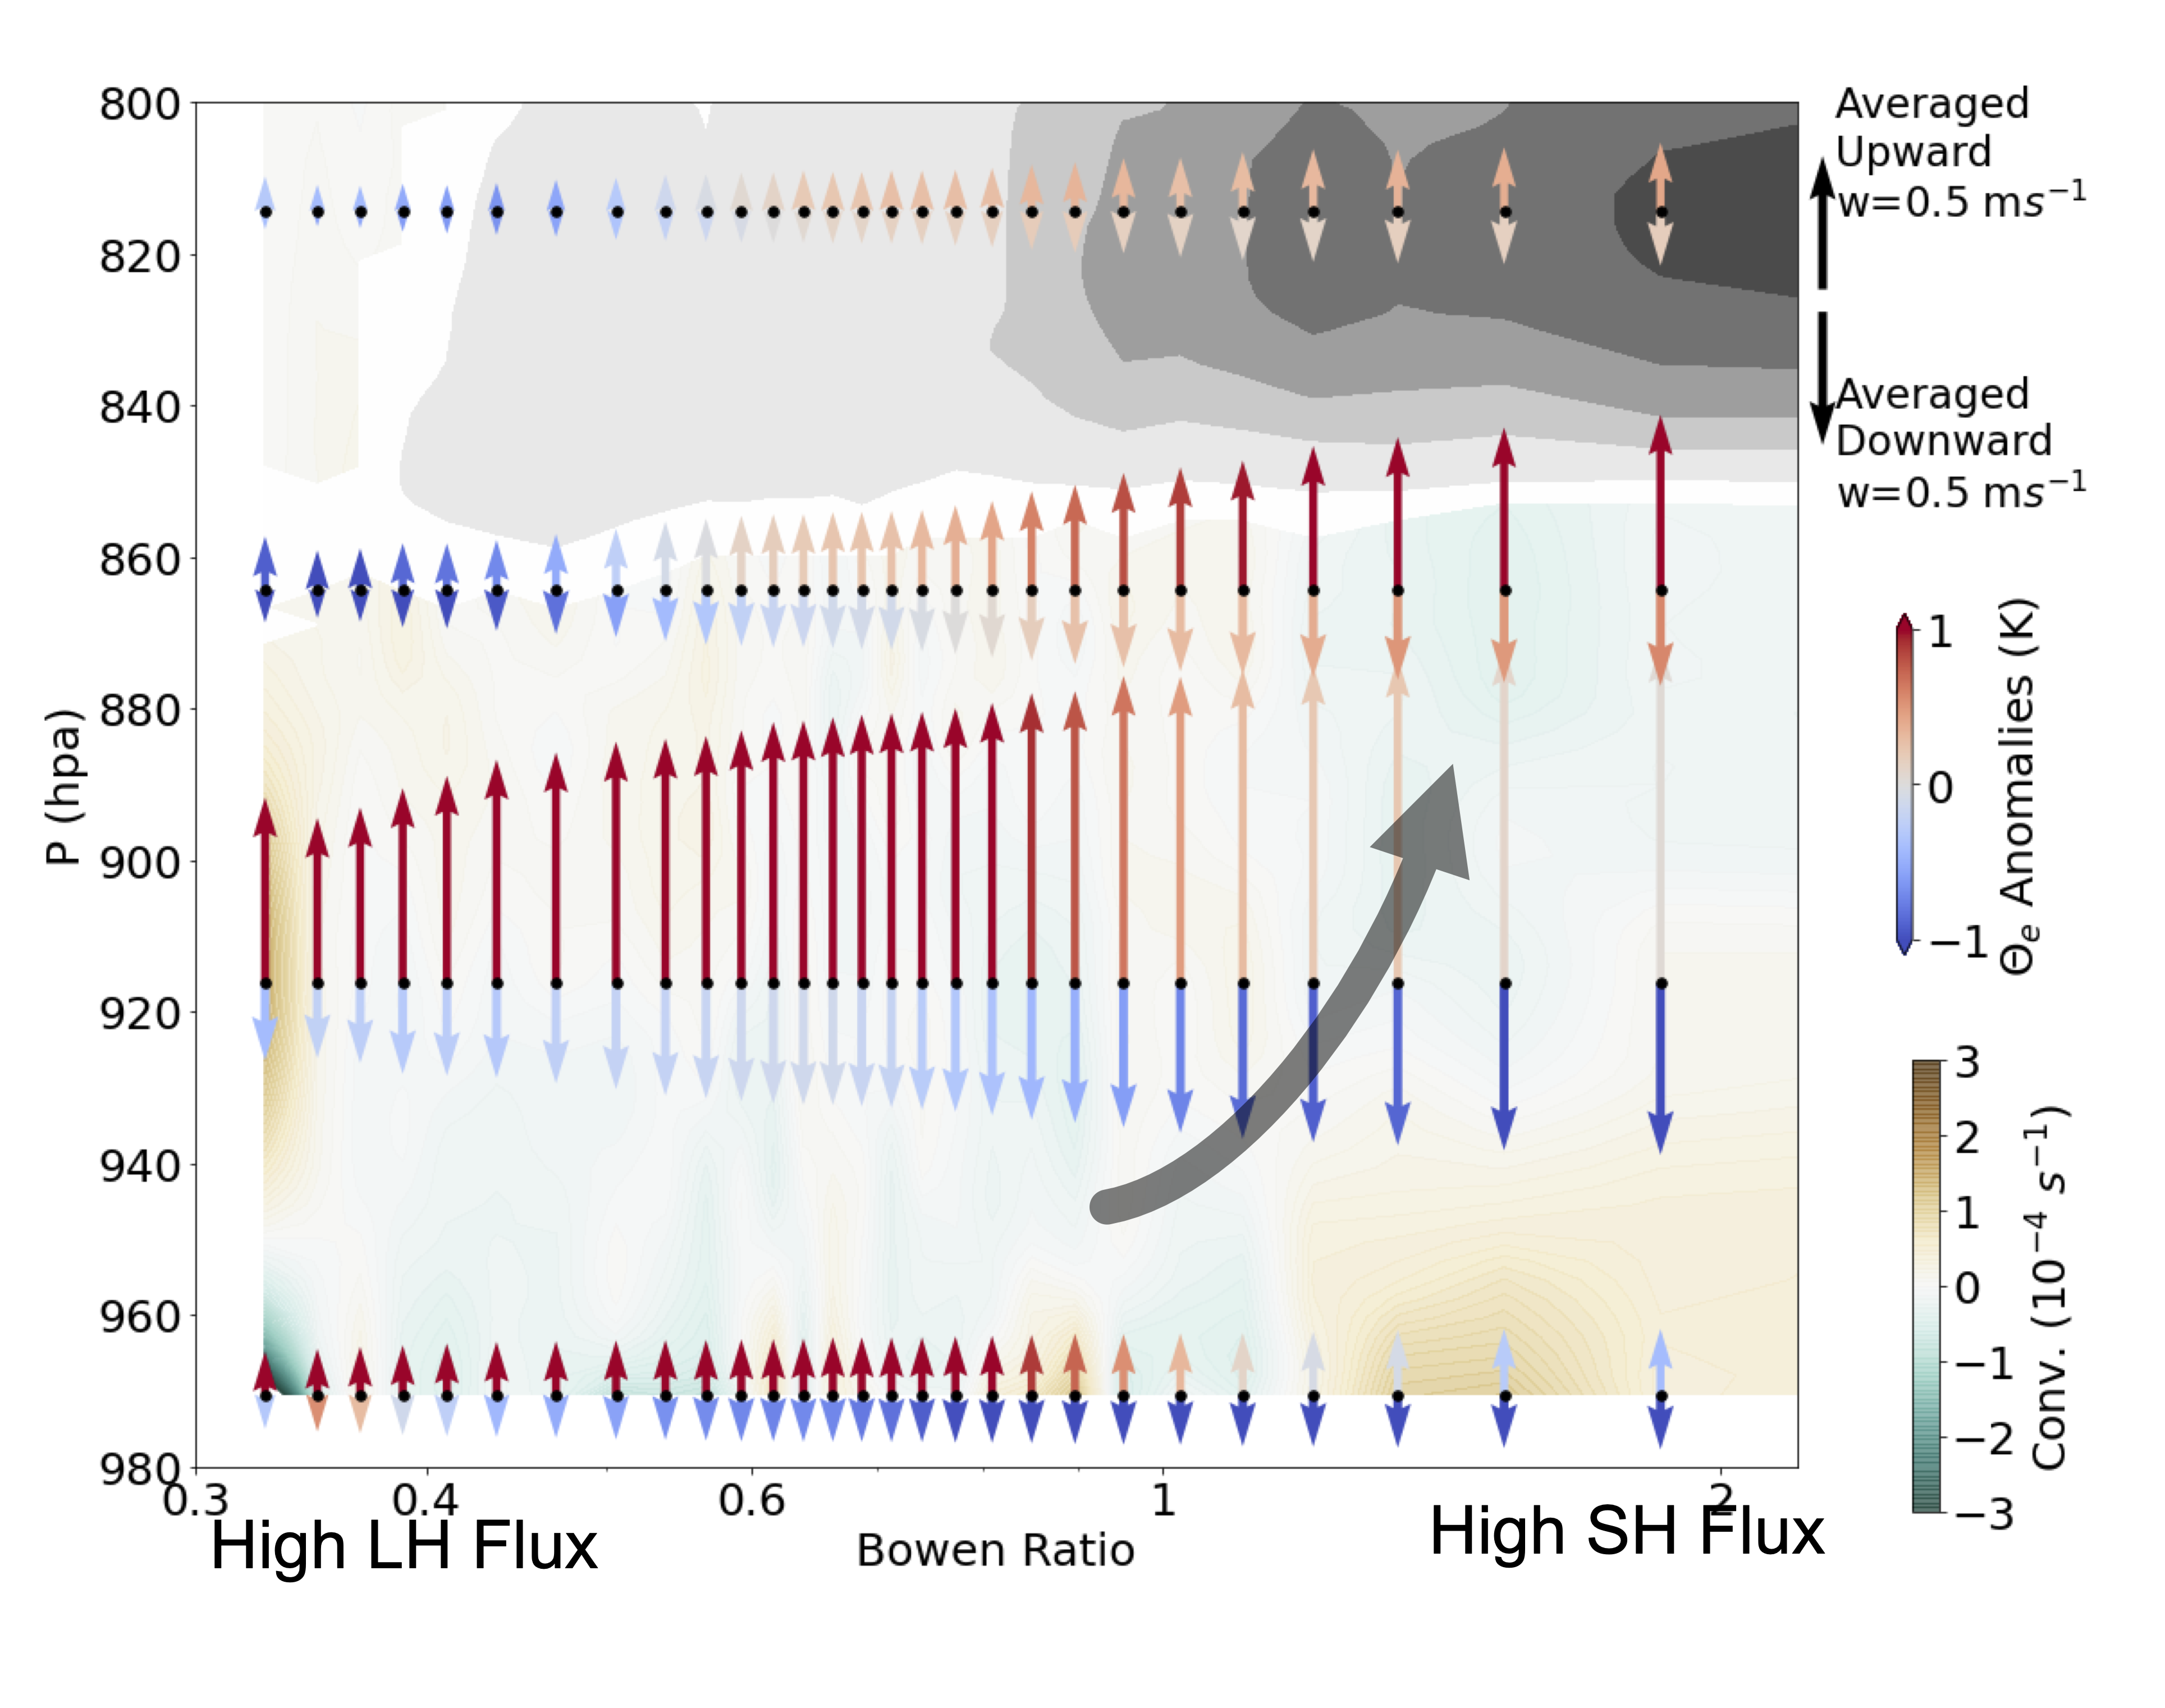 800
820
840
860
880
900
920
940
960
980
P (hpa)
0.3
0.4
0.6
1
2
Bowen Ratio
High LH Flux
High SH Flux
Averaged
Upward
w=0.5 ms⁻¹
Averaged
Downward
w=0.5 ms⁻¹
1
0
−1
Θₑ Anomalies (K)
3
2
1
0
−1
−2
−3
Conv. (10⁻⁴ s⁻¹)